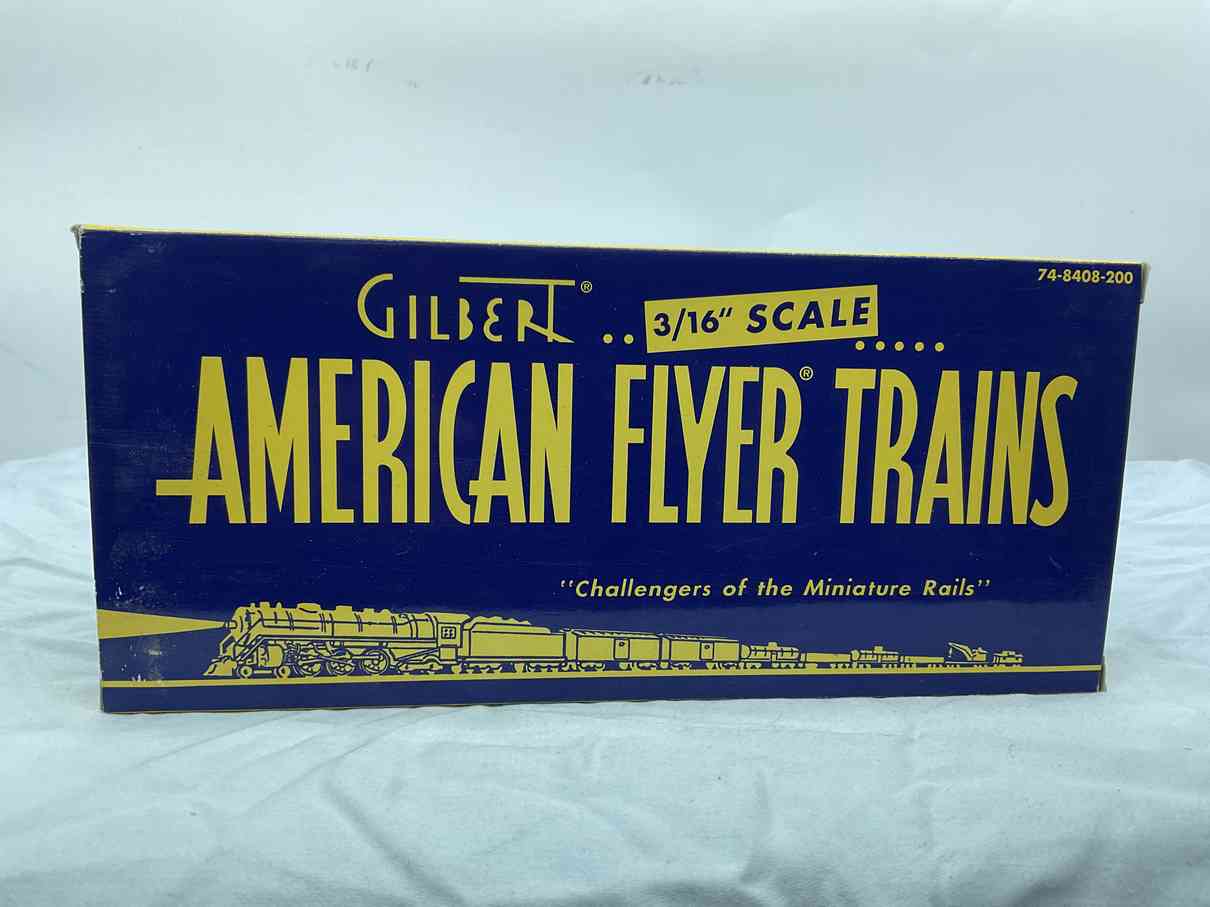 74-8408-200
GILBERT® .. 3/16" SCALE .....
AMERICAN FLYER® TRAINS
"Challengers of the Miniature Rails"